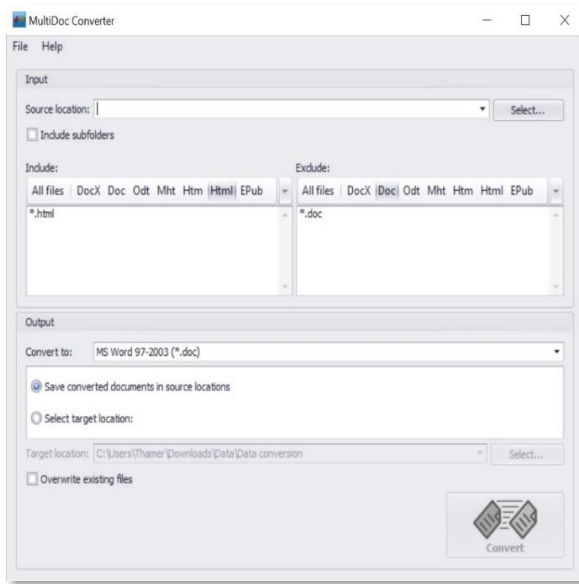 MultiDoc Converter
File Help
Input
Source location: Select...
Include subfolders
Include: Exclude:
All files DocX Doc Odt Mht Htm Html EPub All files DocX Doc Odt Mht Htm Html EPub
*.html *.doc
Output
Convert to: MS Word 97-2003 (*.doc)
Save converted documents in source locations
Select target location:
Target location: C:\Users\Thamer\Downloads\Data\Data conversion Select...
Overwrite existing files
Convert